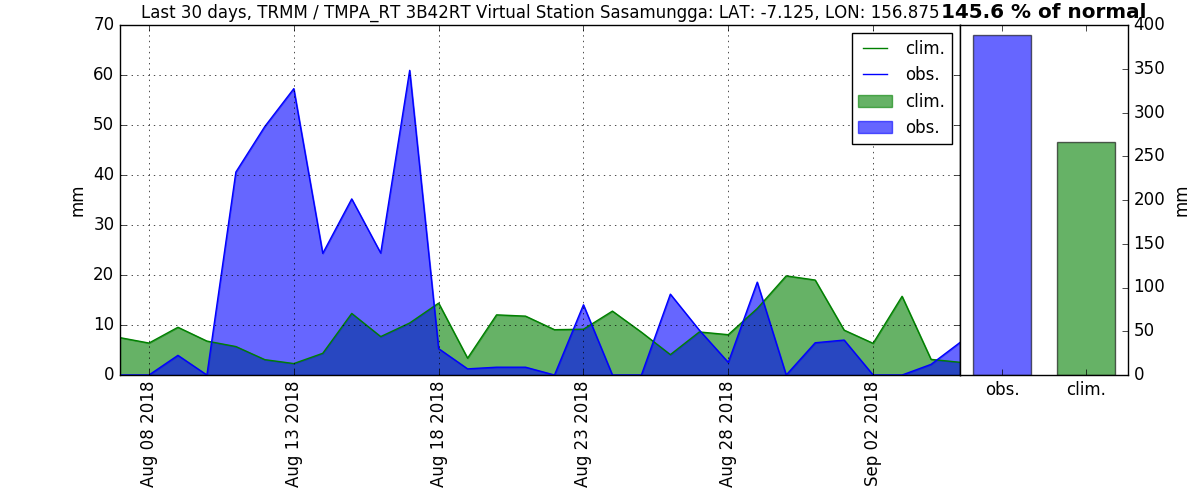 Last 30 days, TRMM / TMPA_RT 3B42RT Virtual Station Sasamungga: LAT: -7.125, LON: 156.875
145.6 % of normal
70
60
50
40
30
20
10
0
mm
clim.
obs.
clim.
obs.
400
350
300
250
200
150
100
50
0
mm
obs.
clim.
Aug 08 2018
Aug 13 2018
Aug 18 2018
Aug 23 2018
Aug 28 2018
Sep 02 2018